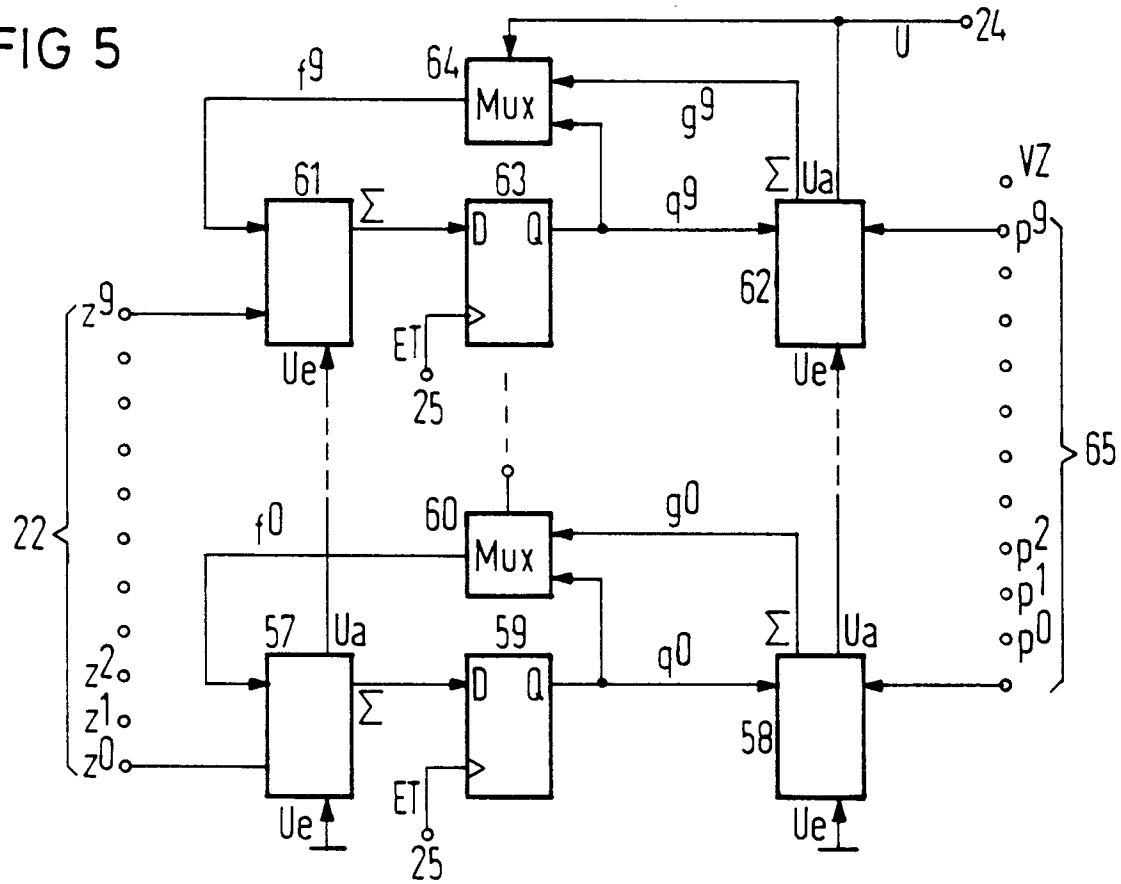 FIG 5
U 24
64
f9
Mux
g9
VZ
61
Σ
63
Σ Ua
D Q
q9
p9
62
z9
ET
Ue
25
Ue
65
22
f0
60
Mux
g0
p2
p1
57 Ua
59
Σ Ua
p0
z2
Σ
D Q
q0
z1
58
z0
ET
Ue
25
Ue